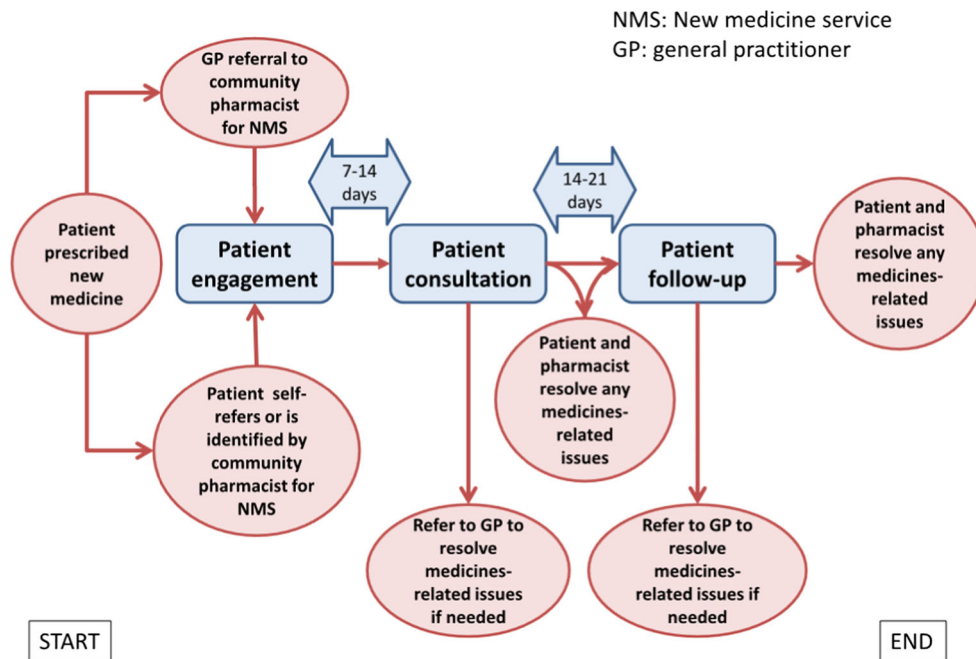 NMS: New medicine service
GP: general practitioner
GP referral to
community
pharmacist
for NMS
7-14
days
14-21
days
Patient
prescribed
new
medicine
Patient
engagement
Patient
consultation
Patient
follow-up
Patient and
pharmacist
resolve any
medicines-
related
issues
Patient self-
refers or is
identified by
community
pharmacist for
NMS
Patient and
pharmacist
resolve any
medicines-
related
issues
Refer to GP to
resolve
medicines-
related issues
if needed
Refer to GP to
resolve
medicines-
related issues if
needed
START
END